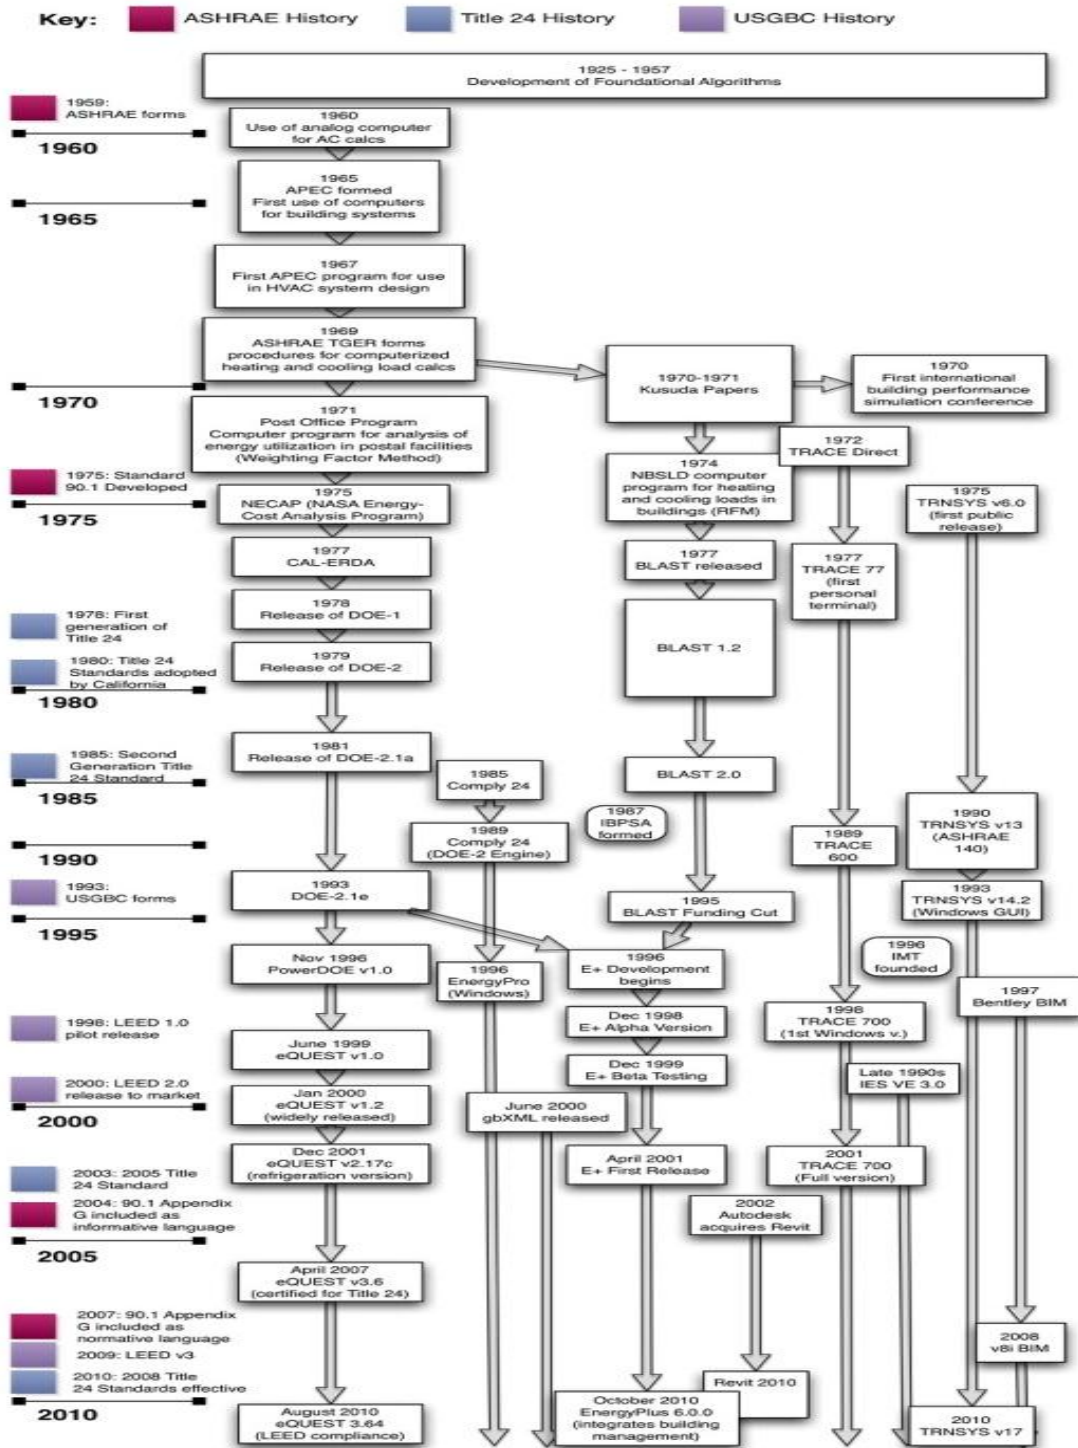 Key:
ASHRAE History
Title 24 History
USGBC History
1925 - 1957
Development of Foundational Algorithms
1959:
ASHRAE forms
1960
1960
Use of analog computer
for AC calcs
1965
1965
APEC formed
First use of computers
for building systems
1967
First APEC program for use
in HVAC system design
1969
ASHRAE TGER forms
procedures for computerized
heating and cooling load calcs
1970-1971
Kusuda Papers
1970
First international
building performance
simulation conference
1970
1971
Post Office Program
Computer program for analysis of
energy utilization in postal facilities
(Weighting Factor Method)
1972
TRACE Direct
1974
NBSLD computer
program for heating
and cooling loads in
buildings (RFM)
1975: Standard
90.1 Developed
1975
1975
NECAP (NASA Energy-
Cost Analysis Program)
1975
TRNSYS v6.0
(first public
release)
1977
CAL-ERDA
1977
BLAST released
1977
TRACE 77
(first
personal
terminal)
1978: First
generation of
Title 24
1978
Release of DOE-1
BLAST 1.2
1980: Title 24
Standards adopted
by California
1980
1979
Release of DOE-2
1985: Second
Generation Title
24 Standard
1985
1981
Release of DOE-2.1a
1985
Comply 24
BLAST 2.0
1987
IBPSA
formed
1990
TRNSYS v13
(ASHRAE
140)
1989
Comply 24
(DOE-2 Engine)
1989
TRACE
600
1990
1993:
USGBC forms
1995
1993
DOE-2.1e
1995
BLAST Funding Cut
1993
TRNSYS v14.2
(Windows GUI)
Nov 1996
PowerDOE v1.0
1996
EnergyPro
(Windows)
1996
E+ Development
begins
1996
IMT
founded
1997
Bentley BIM
1998: LEED 1.0
pilot release
Dec 1998
E+ Alpha Version
1998
TRACE 700
(1st Windows v.)
June 1999
eQUEST v1.0
Dec 1999
E+ Beta Testing
Late 1990s
IES VE 3.0
2000: LEED 2.0
release to market
2000
Jan 2000
eQUEST v1.2
(widely released)
June 2000
gbXML released
Dec 2001
eQUEST v2.17c
(refrigeration version)
April 2001
E+ First Release
2001
TRACE 700
(Full version)
2003: 2005 Title
24 Standard
2004: 90.1 Appendix
G included as
informative language
2005
2002
Autodesk
acquires Revit
April 2007
eQUEST v3.6
(certified for Title 24)
2007: 90.1 Appendix
G included as
normative language
2009: LEED v3
2010: 2008 Title
24 Standards effective
2010
2008
v8i BIM
Revit 2010
August 2010
eQUEST 3.64
(LEED compliance)
October 2010
EnergyPlus 6.0.0
(integrates building
management)
2010
TRNSYS v17